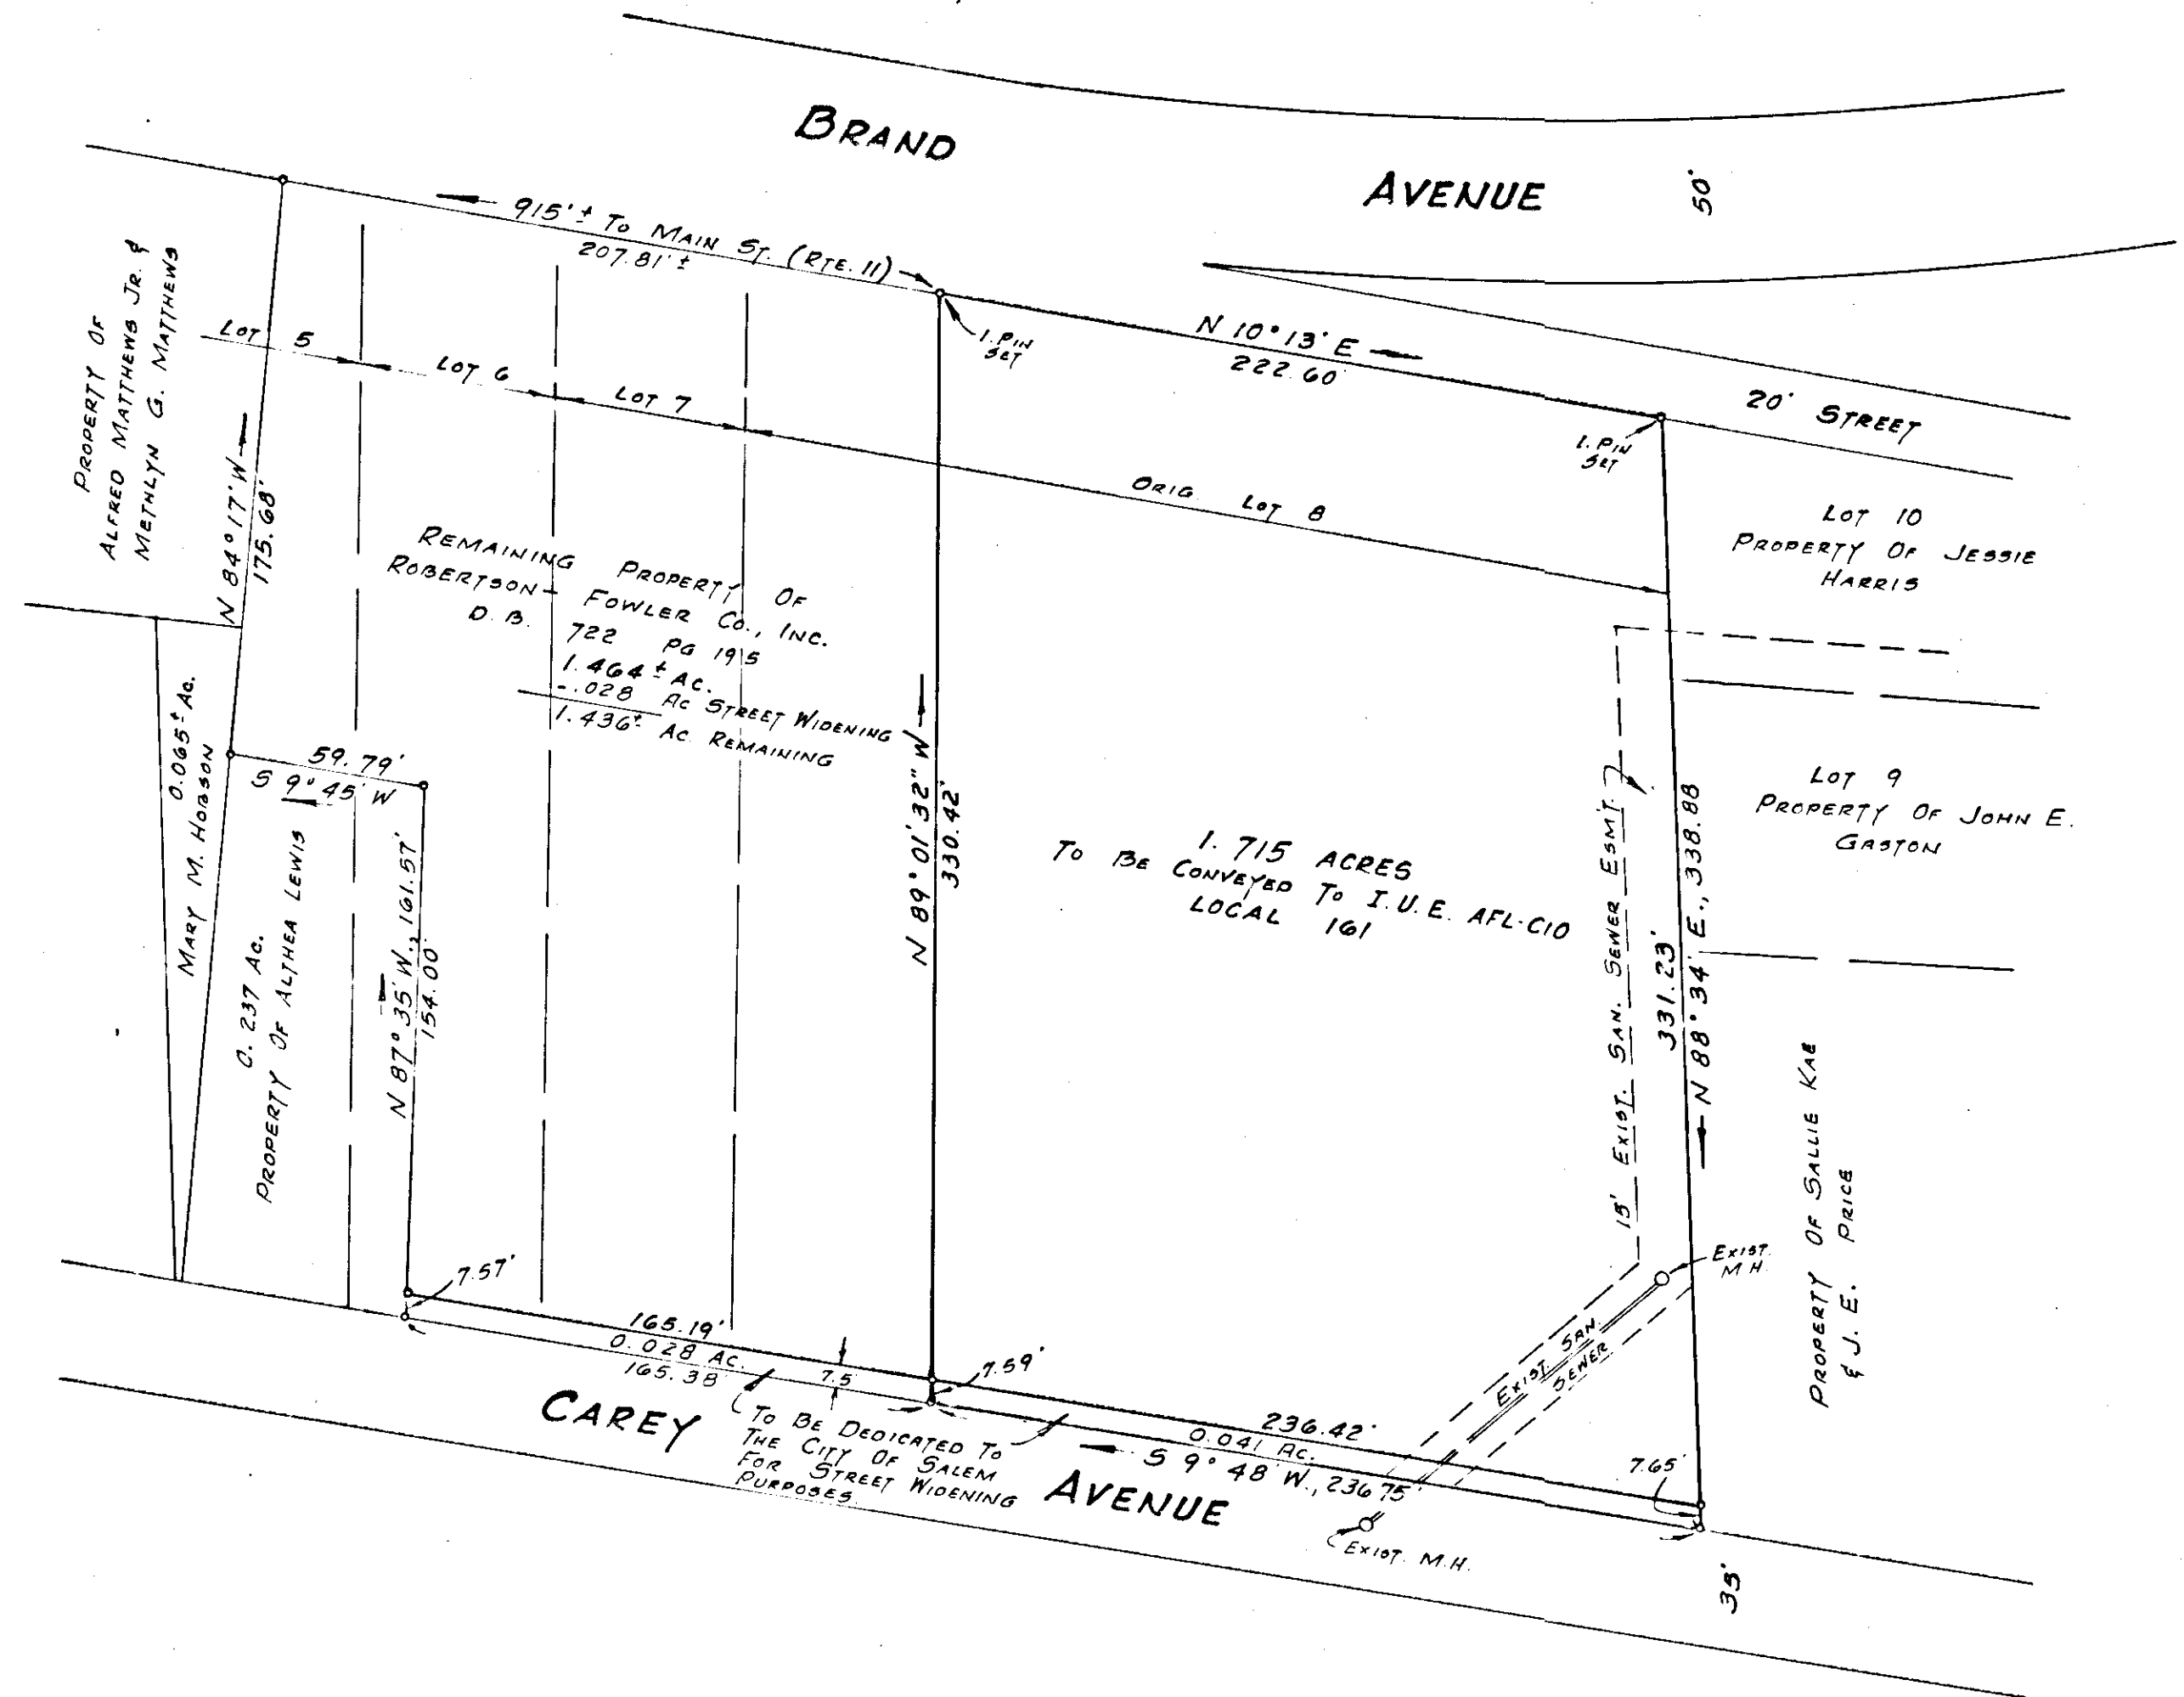 BRAND
AVENUE
50'
915'± TO MAIN ST. (RTE. 11)
207.81'±
I. PIN
SET
N 10° 13' E
222.60'
20' STREET
I. PIN
SET
PROPERTY OF
ALFRED MATTHEWS JR. &
METHLYN G. MATTHEWS
LOT 5
LOT 6
LOT 7
ORIG. LOT 8
N 84° 17' W
175.68'
LOT 10
PROPERTY OF JESSIE
HARRIS
REMAINING PROPERTY OF
ROBERTSON-FOWLER CO., INC.
D.B. 722 PG 195
1.464± AC.
-.028 AC STREET WIDENING
1.436± AC. REMAINING
0.065± AC.
MARY M. HOBSON
59.79'
S 9° 45' W
0.237 AC.
PROPERTY OF ALTHEA LEWIS
N 87° 35' W., 161.57'
154.00'
N 89° 01' 32" W
330.42'
1.715 ACRES
TO BE CONVEYED TO I.U.E. AFL-CIO
LOCAL 161
15' EXIST. SAN. SEWER ESMT.
331.23'
N 88° 34' E., 338.88
LOT 9
PROPERTY OF JOHN E.
GASTON
PROPERTY OF SALLIE KAE
& J. E. PRICE
EXIST.
M.H.
EXIST. SAN.
SEWER
7.57'
165.19'
0.028 AC.
165.38
7.5
7.59'
236.42'
0.041 AC.
S 9° 48' W., 236.75'
7.65'
CAREY
AVENUE
TO BE DEDICATED TO
THE CITY OF SALEM
FOR STREET WIDENING
PURPOSES.
EXIST. M.H.
35'